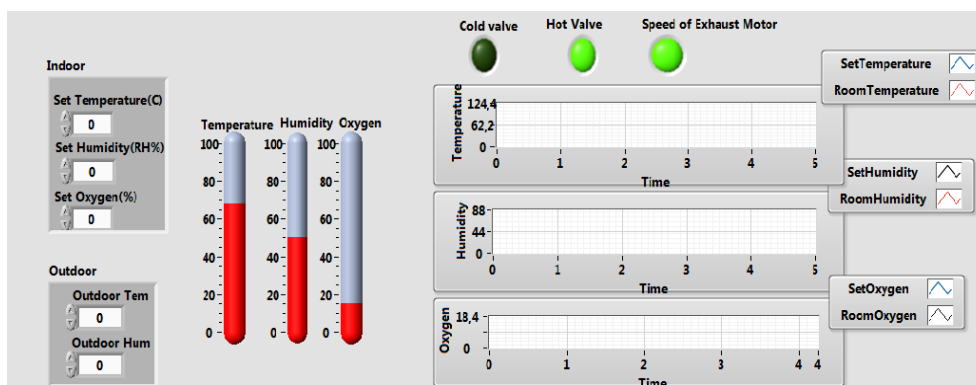 Cold valve
Hot Valve
Speed of Exhaust Motor
Indoor
Set Temperature(C)
0
Set Humidity(RH%)
0
Set Oxygen(%)
0
Outdoor
Outdoor Tem
0
Outdoor Hum
0
Temperature Humidity Oxygen
100 100 100
80 80 80
60 60 60
40 40 40
20 20 20
0 0 0
SetTemperature
RoomTemperature
Temperature
124,4
62,2
0
0 1 2 3 4 5
Time
SetHumidity
RoomHumidity
Humidity
88
44
0
0 1 2 3 4 5
Time
SetOxygen
RoomOxygen
Oxygen
18,4
0
0 1 2 3 4 4
Time